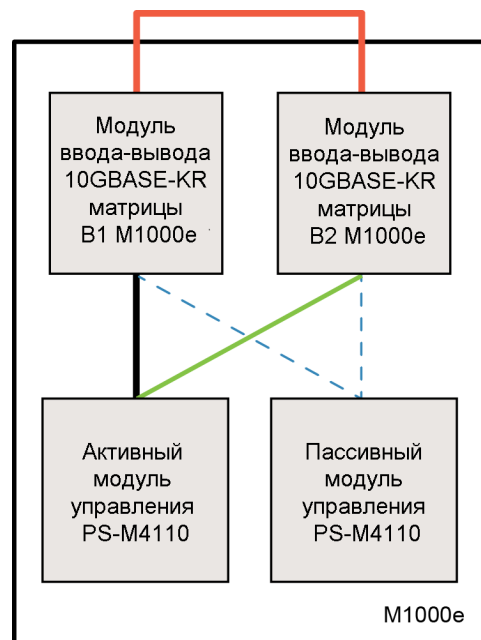 Модуль
ввода-вывода
10GBASE-KR
матрицы
B1 M1000e
Модуль
ввода-вывода
10GBASE-KR
матрицы
B2 M1000e
Активный
модуль
управления
PS-M4110
Пассивный
модуль
управления
PS-M4110
M1000e